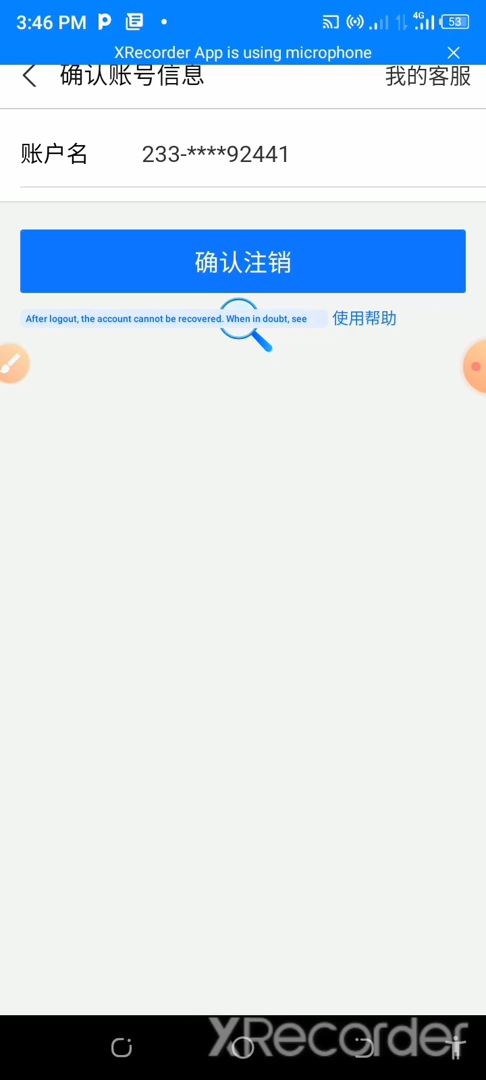 3:46 PM
4G
53
XRecorder App is using microphone
确认账号信息
我的客服
账户名
233-****92441
确认注销
After logout, the account cannot be recovered. When in doubt, see
使用帮助
XRecorder